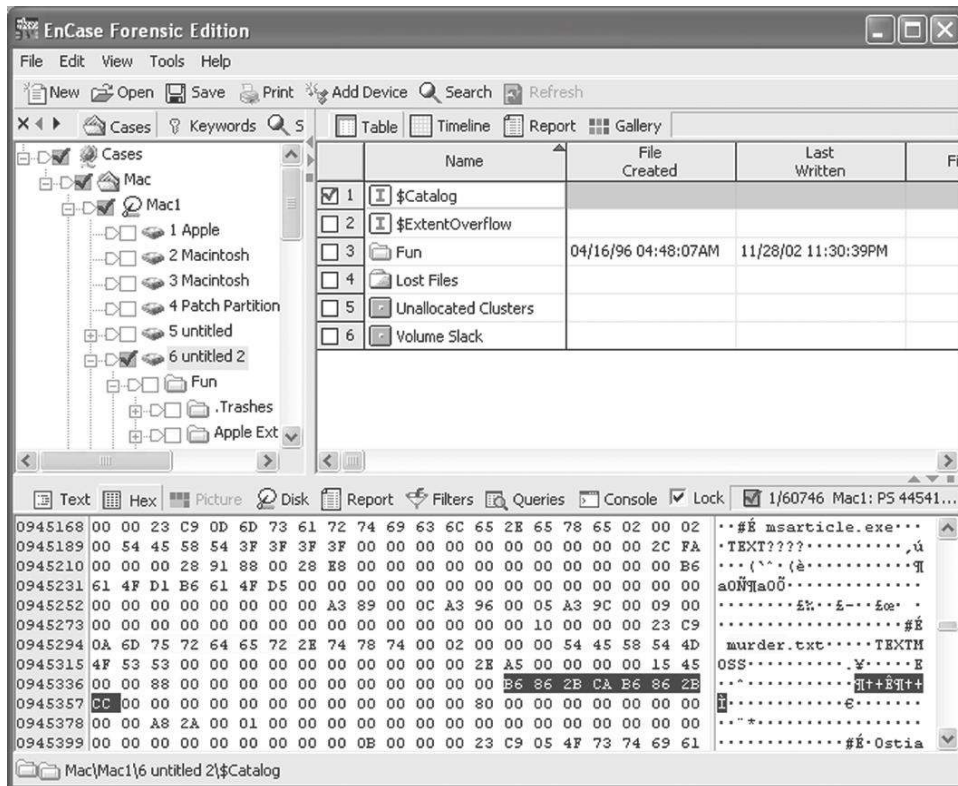 EnCase Forensic Edition
File Edit View Tools Help
New Open Save Print Add Device Search Refresh
Cases Keywords S Table Timeline Report Gallery
Cases
Mac
Mac1
1 Apple
2 Macintosh
3 Macintosh
4 Patch Partition
5 untitled
6 untitled 2
Fun
.Trashes
Apple Ext
Name File Created Last Written Fi
1 $Catalog
2 $ExtentOverflow
3 Fun 04/16/96 04:48:07AM 11/28/02 11:30:39PM
4 Lost Files
5 Unallocated Clusters
6 Volume Slack
Text Hex Picture Disk Report Filters Queries Console Lock 1/60746 Mac1: PS 44541...
0945168 00 00 23 C9 0D 6D 73 61 72 74 69 63 6C 65 2E 65 78 65 02 00 02 ··#É msarticle.exe···
0945189 00 54 45 58 54 3F 3F 3F 3F 00 00 00 00 00 00 00 00 00 00 2C FA ·TEXT????··········,ú
0945210 00 00 00 28 91 88 00 28 E8 00 00 00 00 00 00 00 00 00 00 00 B6 ···(`ˆ·(è···········¶
0945231 61 4F D1 B6 61 4F D5 00 00 00 00 00 00 00 00 00 00 00 00 00 00 aOÑ¶aOÕ··············
0945252 00 00 00 00 00 00 00 00 A3 89 00 0C A3 96 00 05 A3 9C 00 09 00 ········£‰··£–··£œ· ·
0945273 00 00 00 00 00 00 00 00 00 00 00 00 00 00 10 00 00 00 23 C9 ···················#É
0945294 0A 6D 75 72 64 65 72 2E 74 78 74 00 02 00 00 00 54 45 58 54 4D murder.txt·····TEXTM
0945315 4F 53 53 00 00 00 00 00 00 00 00 00 00 2E A5 00 00 00 00 15 45 OSS···········.¥·····E
0945336 00 00 88 00 00 00 00 00 00 00 00 00 00 00 B6 86 2B CA B6 86 2B ··ˆ···········¶†+Ê¶†+
0945357 CC 00 00 00 00 00 00 00 00 00 00 00 00 80 00 00 00 00 00 00 00 Ì············€·······
0945378 00 00 A8 2A 00 01 00 00 00 00 00 00 00 00 00 00 00 00 00 00 00 ··¨*·················
0945399 00 00 00 00 00 00 00 00 00 0B 00 00 00 23 C9 05 4F 73 74 69 61 ·············#É·Ostia
Mac\Mac1\6 untitled 2\$Catalog